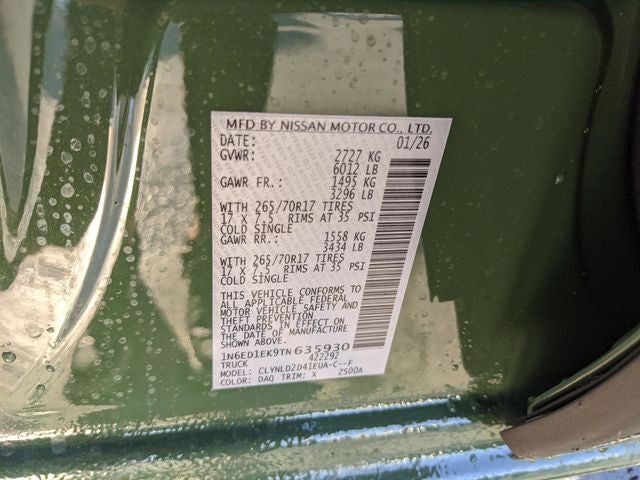 MFD BY NISSAN MOTOR CO., LTD.
DATE: 01/26
GVWR: 2727 KG
6012 LB
GAWR FR.: 1495 KG
3296 LB
WITH 265/70R17 TIRES
17 X 7.5 RIMS AT 35 PSI
COLD SINGLE
GAWR RR.: 1558 KG
3434 LB
WITH 265/70R17 TIRES
17 X 7.5 RIMS AT 35 PSI
COLD SINGLE
THIS VEHICLE CONFORMS TO
ALL APPLICABLE FEDERAL
MOTOR VEHICLE SAFETY AND
THEFT PREVENTION
STANDARDS IN EFFECT ON
THE DATE OF MANUFACTURE
SHOWN ABOVE.
1N6ED1EK9TN635930
TRUCK 422292
MODEL: CLYNLD2D41EUA-C--F
COLOR: DAQ TRIM: X Z500A